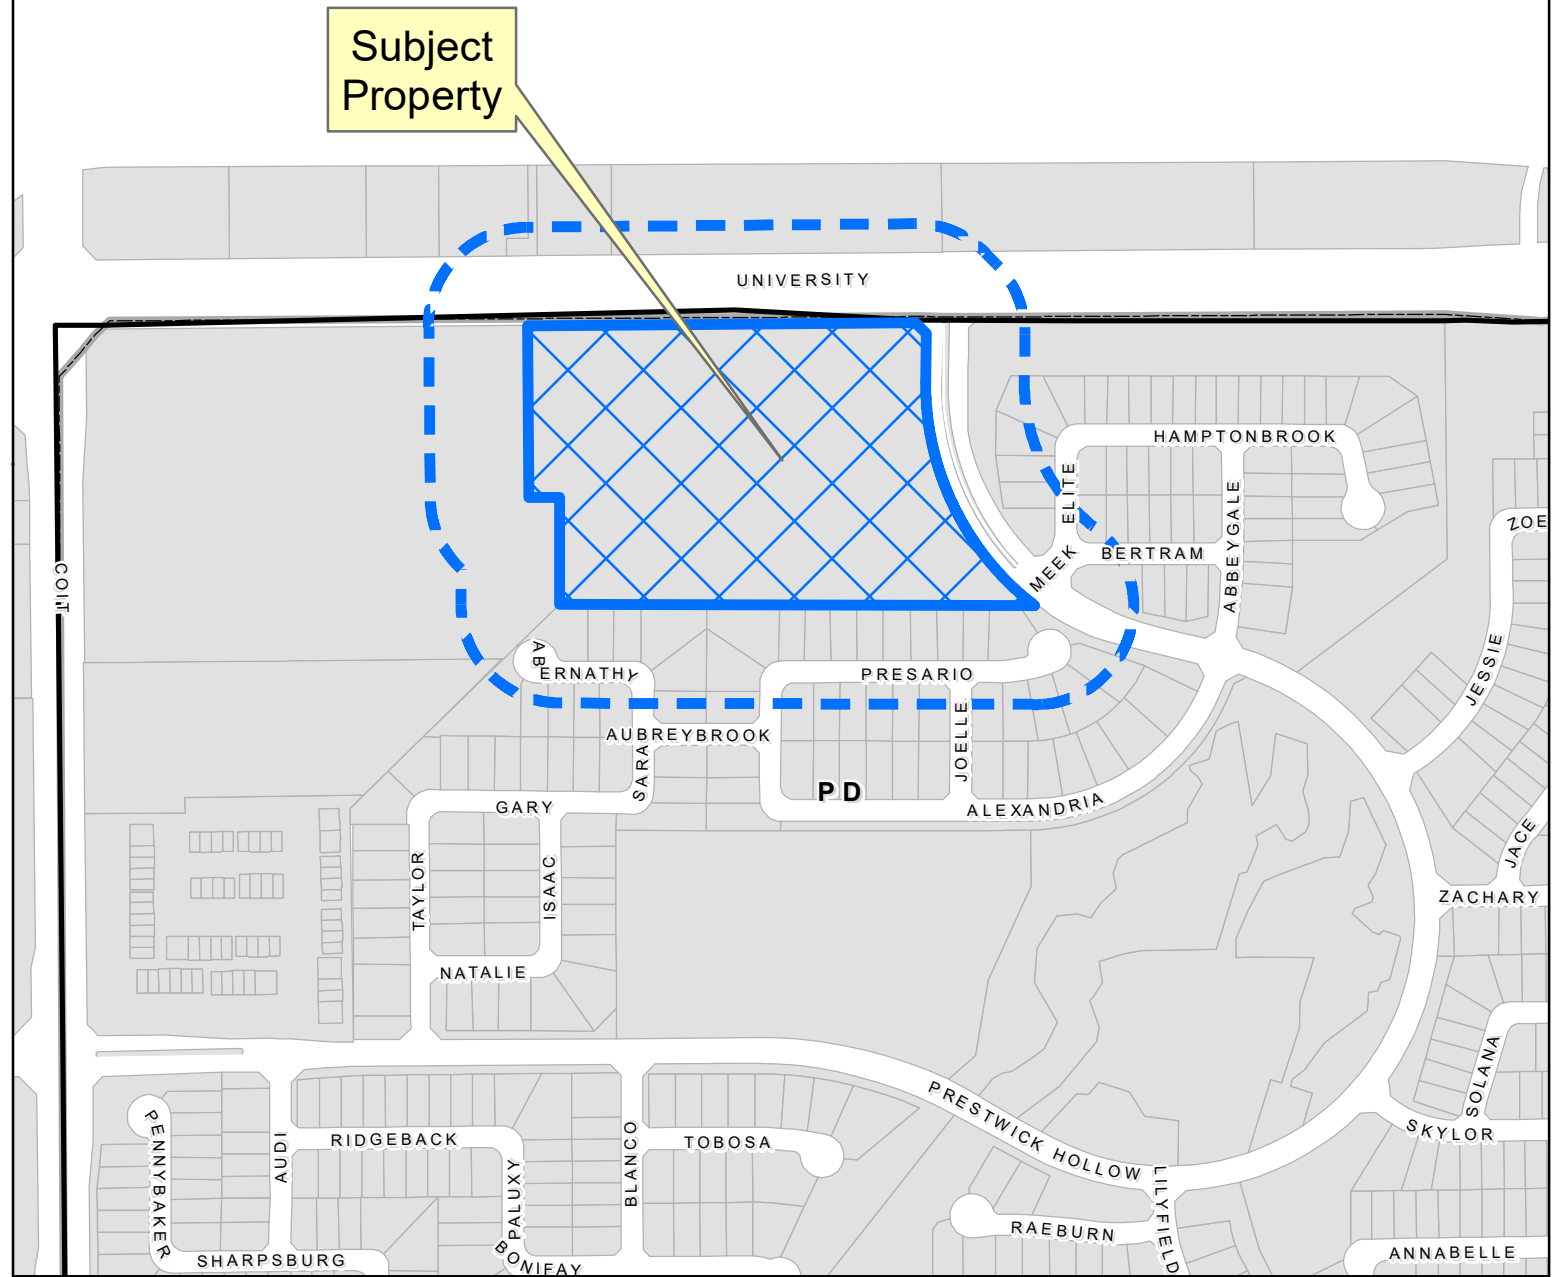 Subject
Property
UNIVERSITY
HAMPTONBROOK
ELITE
ABBEYGALE
ZOE
COIT
MEEK
BERTRAM
ABERNATHY
PRESARIO
JESSIE
AUBREYBROOK
SARA
JOELLE
PD
GARY
ALEXANDRIA
JACE
TAYLOR
ISAAC
ZACHARY
NATALIE
PRESTWICK HOLLOW
SOLANA
SKYLOR
PENNYBAKER
AUDI
RIDGEBACK
BLANCO
TOBOSA
PALUXY
LILYFIELD
RAEBURN
SHARPSBURG
BONIFAY
ANNABELLE